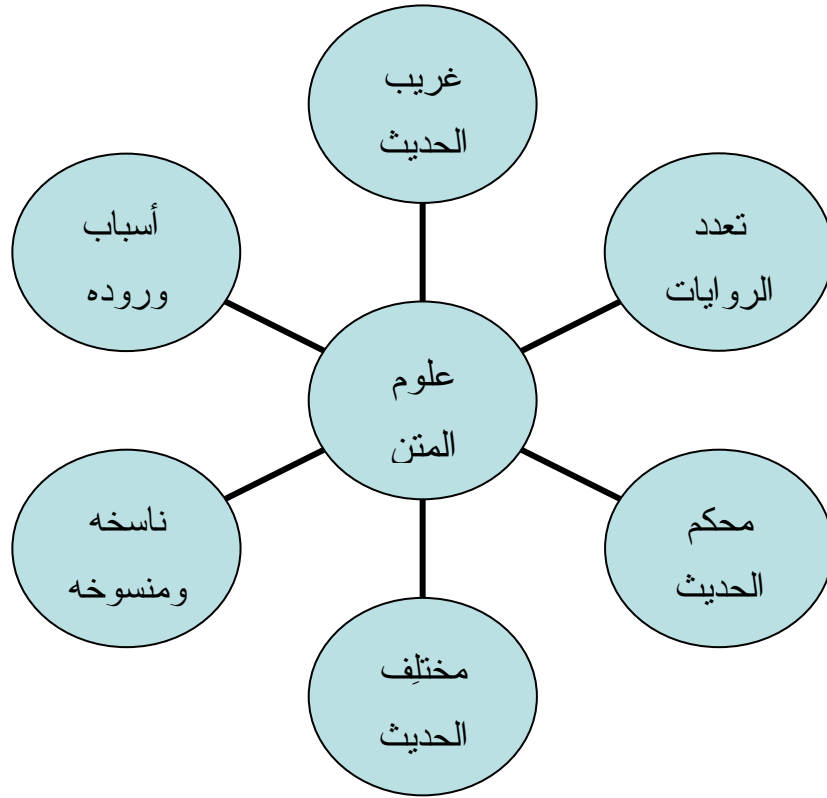 غريب
الحديث
تعدد
الروايات
أسباب
وروده
علوم
المتن
محكم
الحديث
ناسخه
ومنسوخه
مختلِف
الحديث